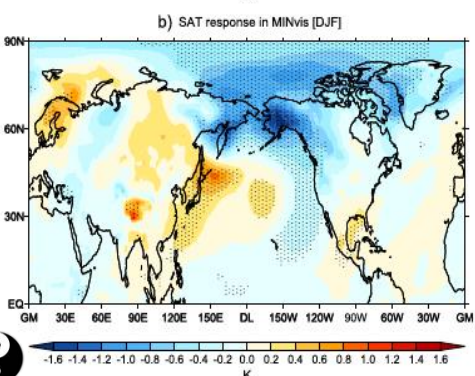 b) SAT response in MINvis [DJF]
90N
60N
30N
EQ
GM 30E 60E 90E 120E 150E DL 150W 120W 90W 60W 30W GM
-1.6 -1.4 -1.2 -1.0 -0.8 -0.6 -0.4 -0.2 0.0 0.2 0.4 0.6 0.8 1.0 1.2 1.4 1.6
K